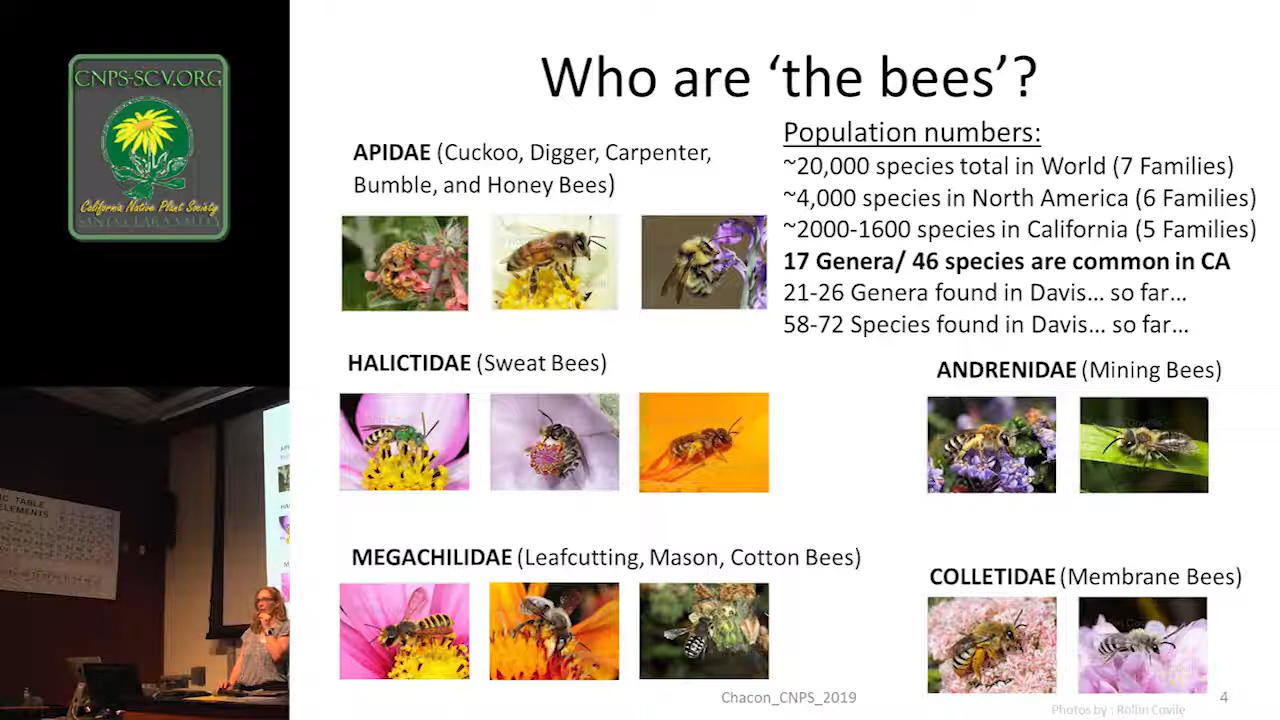 CNPS-SCV.ORG
California Native Plant Society
SANTA CLARA VALLEY
Who are ‘the bees’?
APIDAE (Cuckoo, Digger, Carpenter,
Bumble, and Honey Bees)
Population numbers:
~20,000 species total in World (7 Families)
~4,000 species in North America (6 Families)
~2000-1600 species in California (5 Families)
17 Genera/ 46 species are common in CA
21-26 Genera found in Davis... so far...
58-72 Species found in Davis... so far...
HALICTIDAE (Sweat Bees)
ANDRENIDAE (Mining Bees)
MEGACHILIDAE (Leafcutting, Mason, Cotton Bees)
COLLETIDAE (Membrane Bees)
TABLE
ELEMENTS
Chacon_CNPS_2019
4
Photos by : Rollin Coville